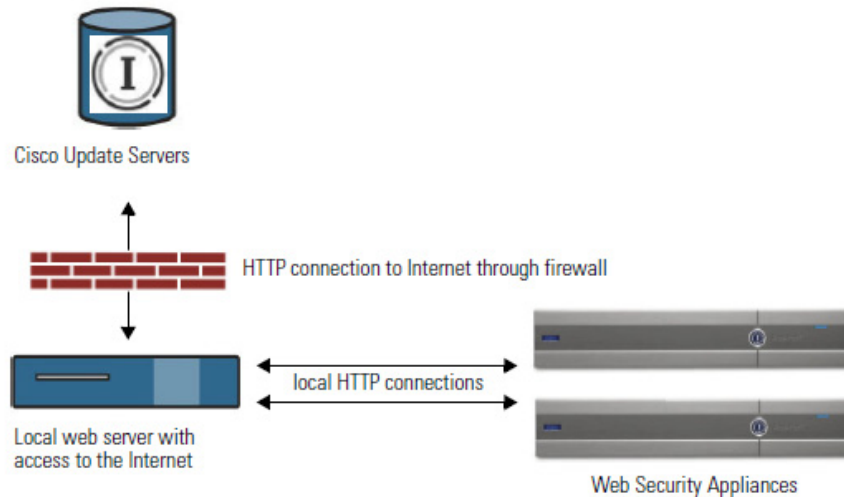 I
Cisco Update Servers
HTTP connection to Internet through firewall
local HTTP connections
Local web server with
access to the Internet
Web Security Appliances